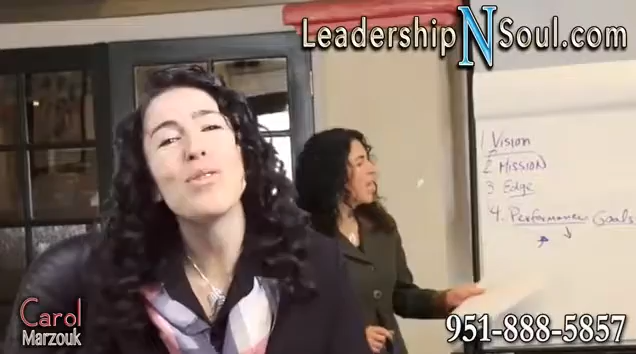 LeadershipNSoul.com
1 Vision
2 Mission
3 Edge
4. Performance Goals
Carol
Marzouk
951-888-5857